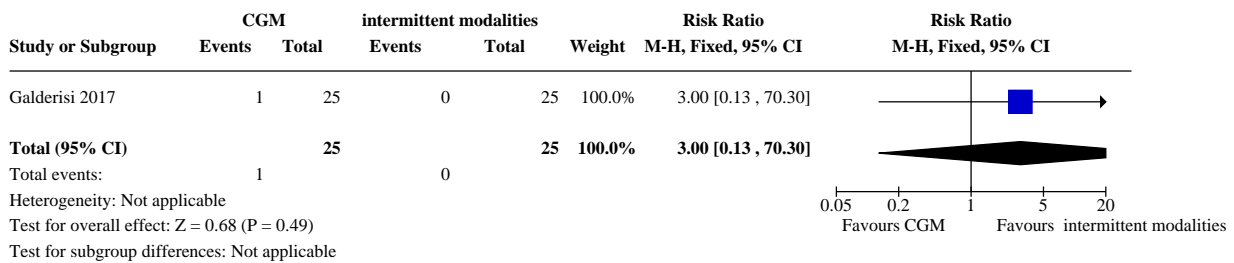 CGM intermittent modalities Risk Ratio Risk Ratio
Study or Subgroup Events Total Events Total Weight M-H, Fixed, 95% CI M-H, Fixed, 95% CI
Galderisi 2017 1 25 0 25 100.0% 3.00 [0.13 , 70.30]
Total (95% CI) 25 25 100.0% 3.00 [0.13 , 70.30]
Total events: 1 0
Heterogeneity: Not applicable
Test for overall effect: Z = 0.68 (P = 0.49)
Test for subgroup differences: Not applicable
0.05 0.2 1 5 20
Favours CGM Favours intermittent modalities